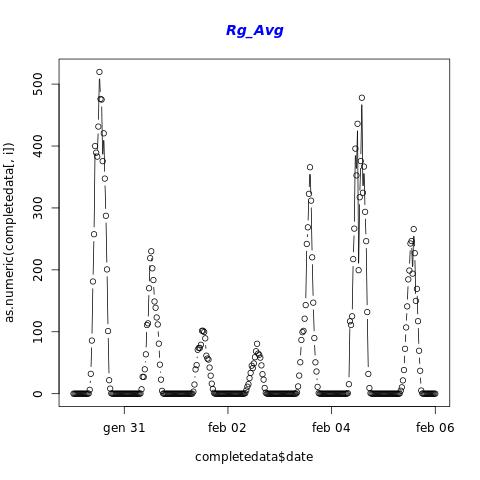 Rg_Avg
as.numeric(completedata[, i])
500
400
300
200
100
0
gen 31
feb 02
feb 04
feb 06
completedata$date